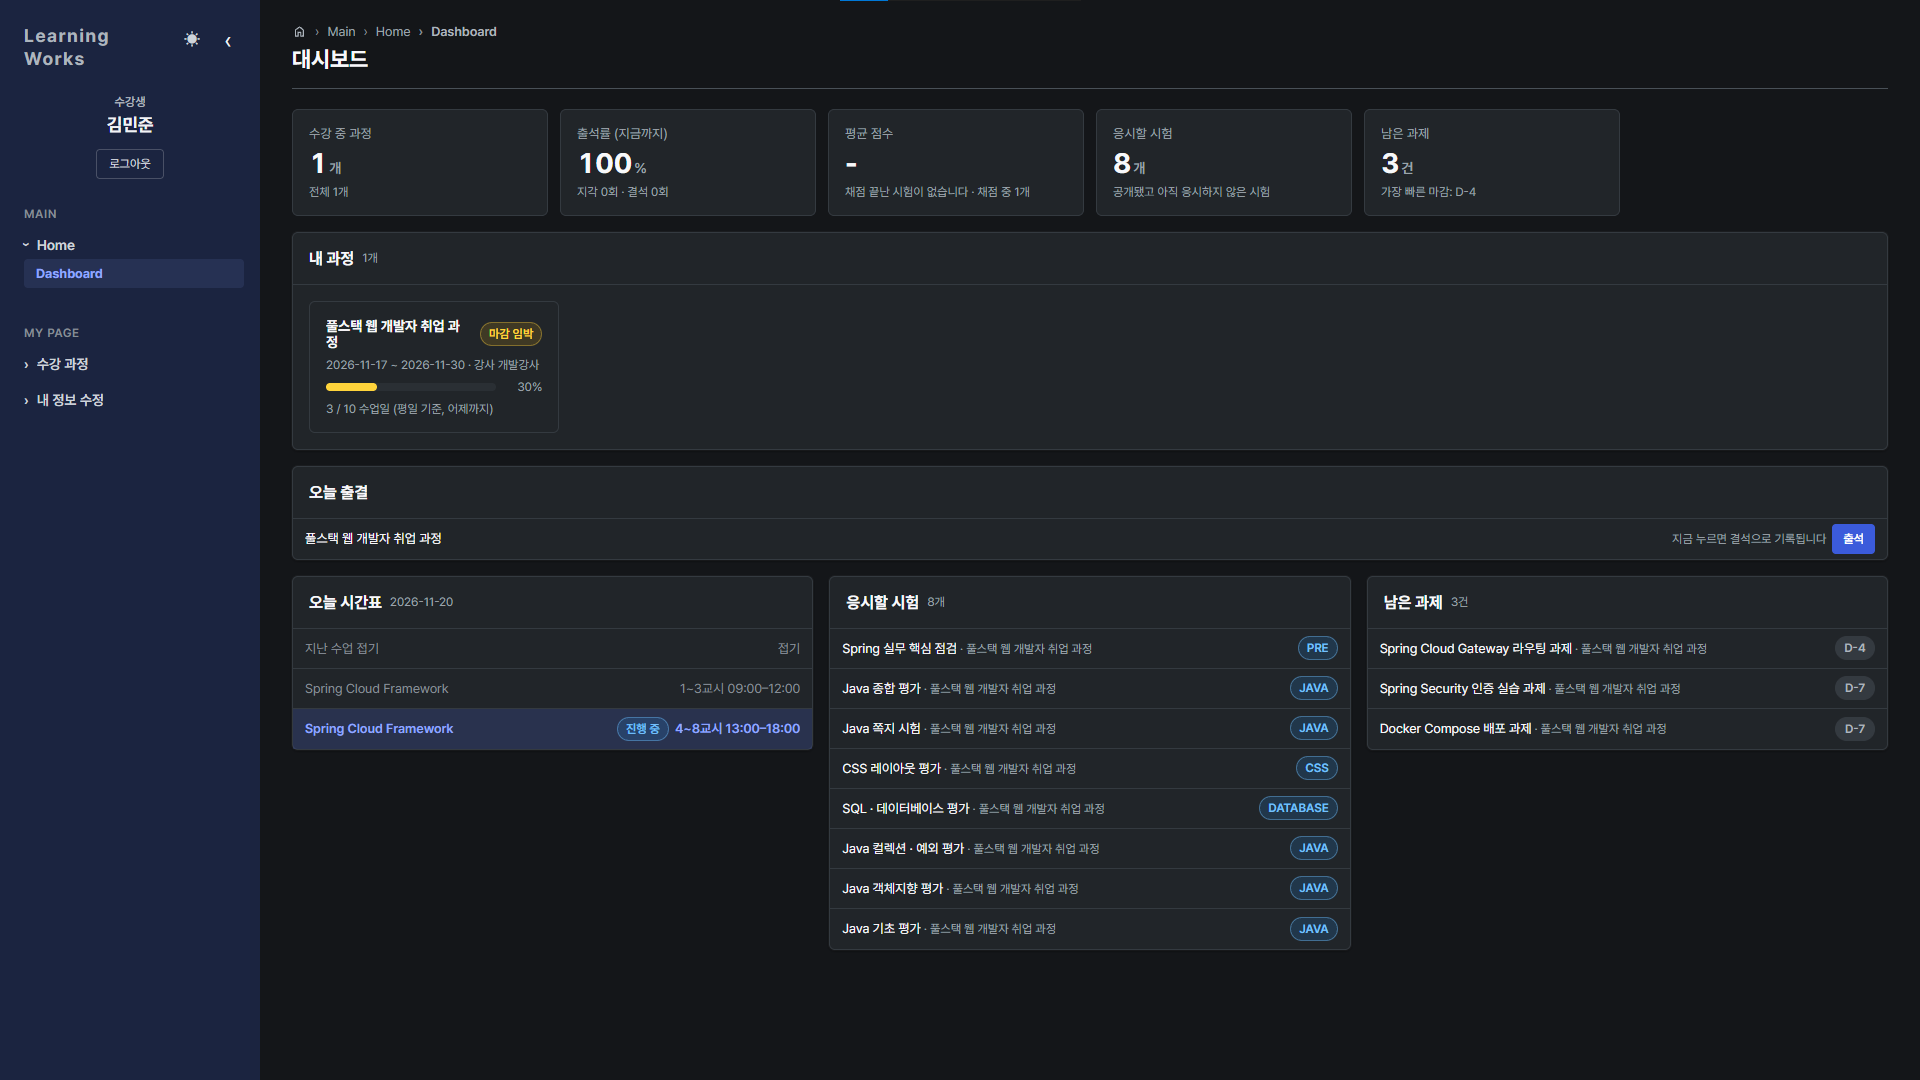 Learning
Works
수강생
김민준
로그아웃
MAIN
Home
Dashboard
MY PAGE
수강 과정
내 정보 수정
Main › Home › Dashboard
대시보드
수강 중 과정
1 개
전체 1개
출석률 (지금까지)
100 %
지각 0회 · 결석 0회
평균 점수
-
채점 끝난 시험이 없습니다 · 채점 중 1개
응시할 시험
8 개
공개됐고 아직 응시하지 않은 시험
남은 과제
3 건
가장 빠른 마감: D-4
내 과정 1개
풀스택 웹 개발자 취업 과
정
마감 임박
2026-11-17 ~ 2026-11-30 · 강사 개발강사
30%
3 / 10 수업일 (평일 기준, 어제까지)
오늘 출결
풀스택 웹 개발자 취업 과정
지금 누르면 결석으로 기록됩니다 출석
오늘 시간표 2026-11-20
지난 수업 접기 접기
Spring Cloud Framework 1~3교시 09:00–12:00
Spring Cloud Framework 진행 중 4~8교시 13:00–18:00
응시할 시험 8개
Spring 실무 핵심 점검 · 풀스택 웹 개발자 취업 과정 PRE
Java 종합 평가 · 풀스택 웹 개발자 취업 과정 JAVA
Java 쪽지 시험 · 풀스택 웹 개발자 취업 과정 JAVA
CSS 레이아웃 평가 · 풀스택 웹 개발자 취업 과정 CSS
SQL · 데이터베이스 평가 · 풀스택 웹 개발자 취업 과정 DATABASE
Java 컬렉션 · 예외 평가 · 풀스택 웹 개발자 취업 과정 JAVA
Java 객체지향 평가 · 풀스택 웹 개발자 취업 과정 JAVA
Java 기초 평가 · 풀스택 웹 개발자 취업 과정 JAVA
남은 과제 3건
Spring Cloud Gateway 라우팅 과제 · 풀스택 웹 개발자 취업 과정 D-4
Spring Security 인증 실습 과제 · 풀스택 웹 개발자 취업 과정 D-7
Docker Compose 배포 과제 · 풀스택 웹 개발자 취업 과정 D-7